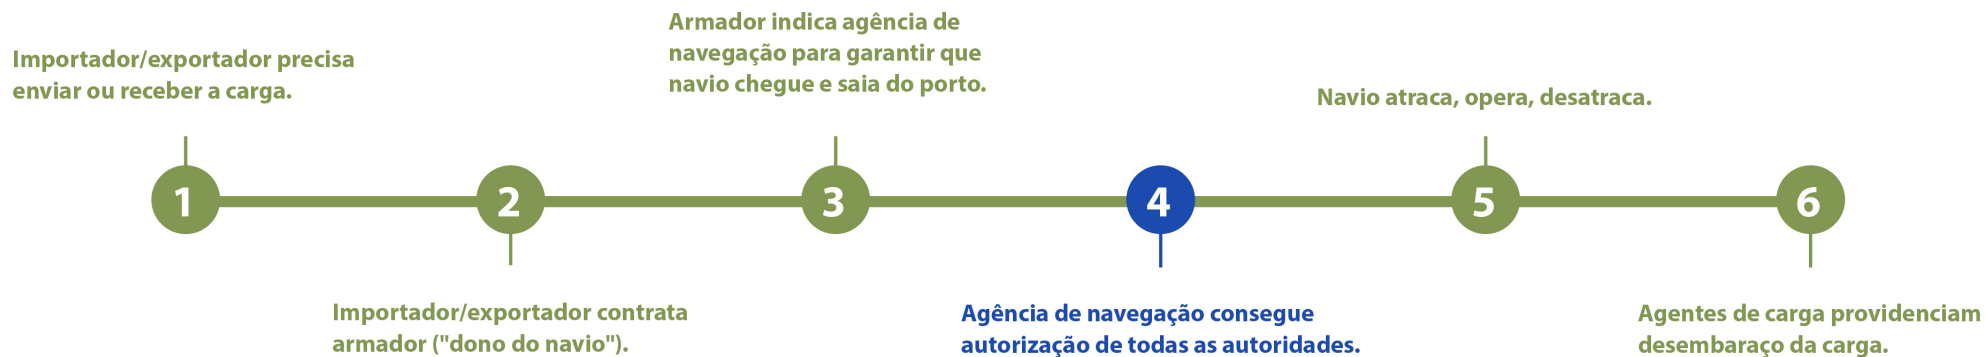 Importador/exportador precisa
enviar ou receber a carga.
1
2
Importador/exportador contrata
armador ("dono do navio").
Armador indica agência de
navegação para garantir que
navio chegue e saia do porto.
3
4
Agência de navegação consegue
autorização de todas as autoridades.
Navio atraca, opera, desatraca.
5
6
Agentes de carga providenciam
desembaraço da carga.